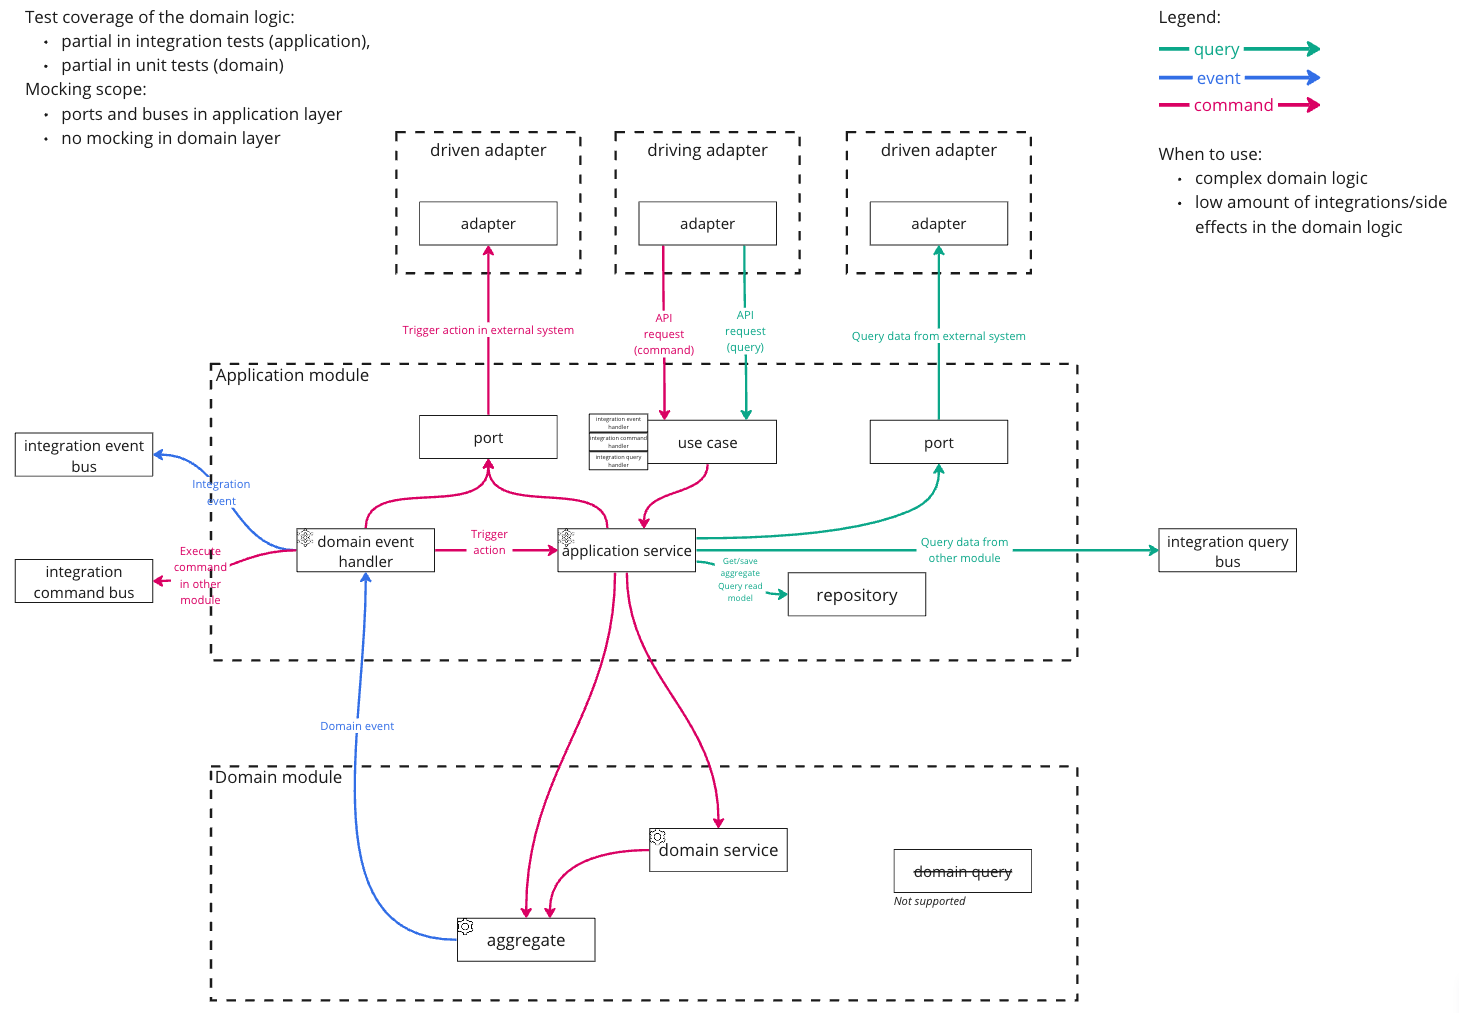 Test coverage of the domain logic:
• partial in integration tests (application),
• partial in unit tests (domain)
Mocking scope:
• ports and buses in application layer
• no mocking in domain layer
Legend:
query
event
command
When to use:
• complex domain logic
• low amount of integrations/side
effects in the domain logic
driven adapter
adapter
driving adapter
adapter
driven adapter
adapter
Trigger action in external system
API
request
(command)
API
request
(query)
Query data from external system
Application module
port
integration event
handler
integration command
handler
integration query
handler
use case
port
integration event
bus
Integration
event
domain event
handler
Trigger
action
application service
Query data from
other module
integration query
bus
Execute
command
in other
module
integration
command bus
Get/save
aggregate
Query read
model
repository
Domain event
Domain module
domain service
domain query
Not supported
aggregate